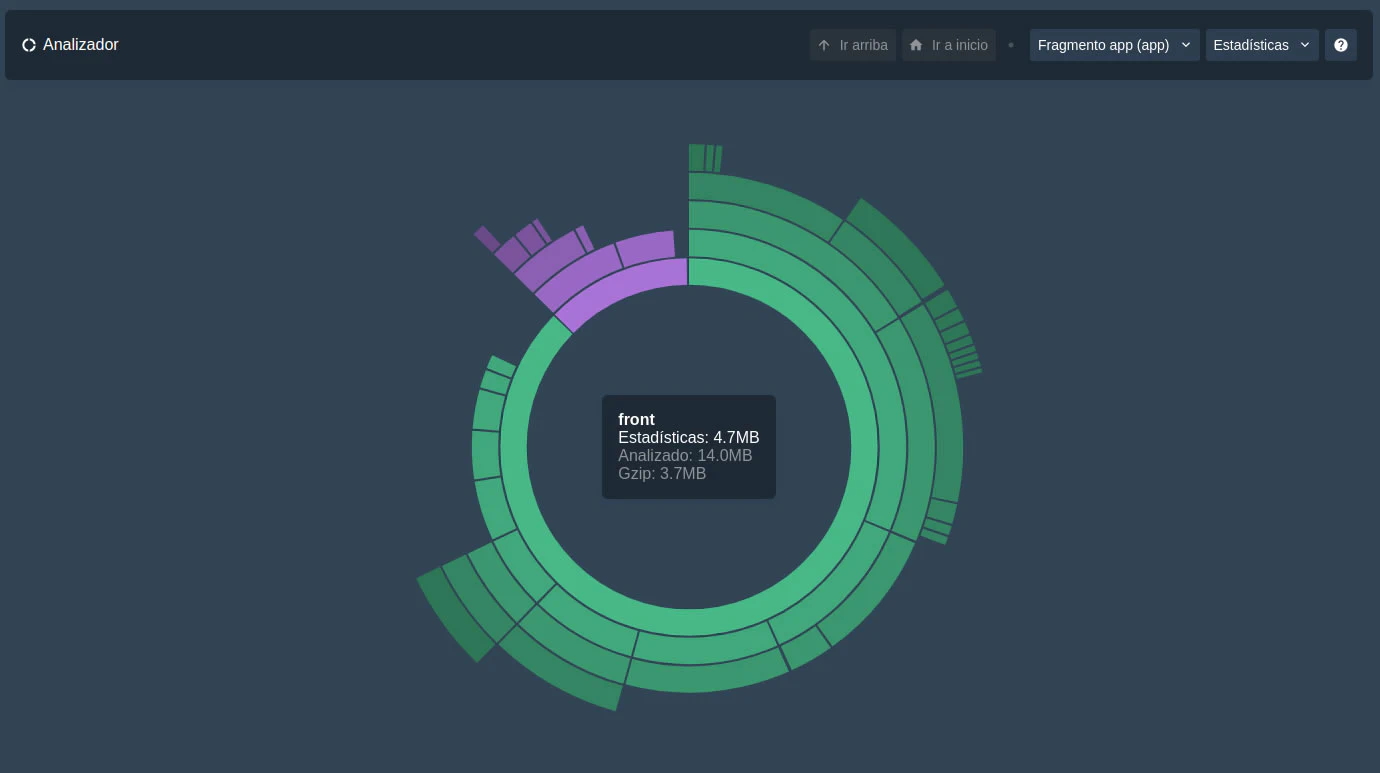 Analizador
Ir arriba
Ir a inicio
Fragmento app (app)
Estadísticas
front
Estadísticas: 4.7MB
Analizado: 14.0MB
Gzip: 3.7MB